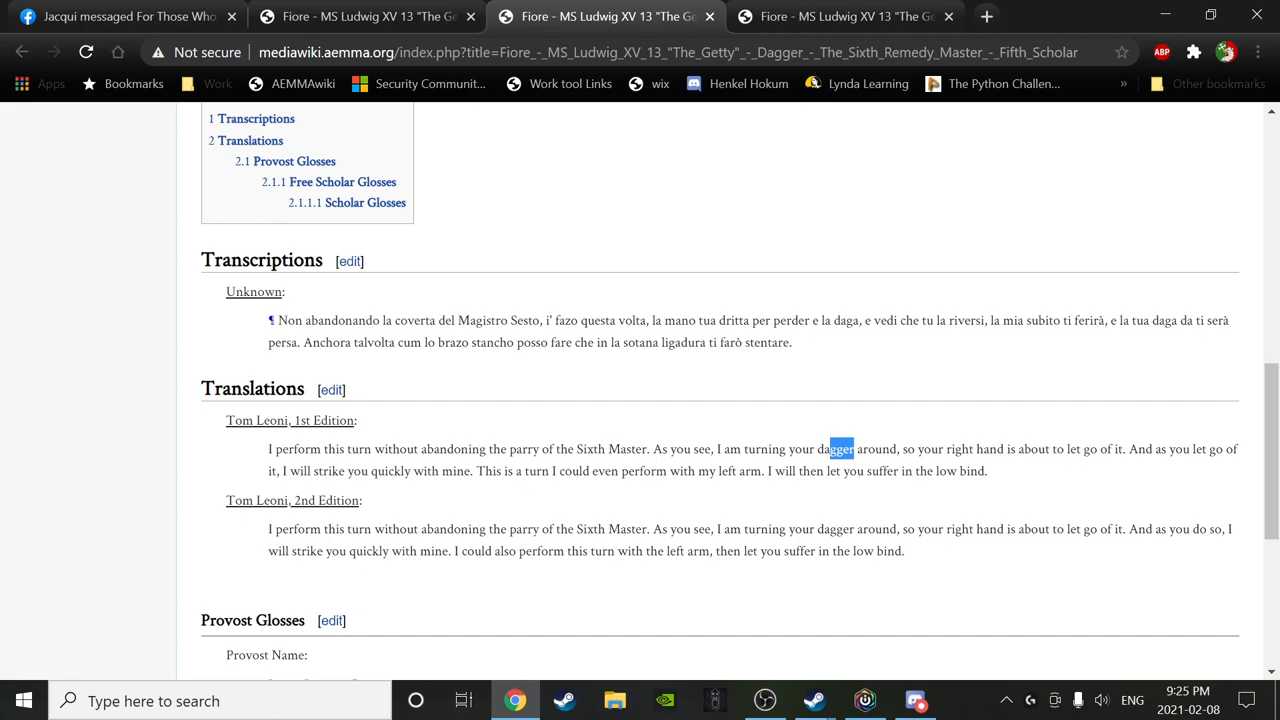 Jacqui messaged For Those Who
Fiore - MS Ludwig XV 13 "The Ge
Fiore - MS Ludwig XV 13 "The Ge
Fiore - MS Ludwig XV 13 "The Ge
Not secure mediawiki.aemma.org/index.php?title=Fiore_-_MS_Ludwig_XV_13_"The_Getty"_-_Dagger_-_The_Sixth_Remedy_Master_-_Fifth_Scholar
ABP
Apps Bookmarks Work AEMMAwiki Security Communit... Work tool Links wix Henkel Hokum Lynda Learning The Python Challen... » Other bookmarks
1 Transcriptions
2 Translations
2.1 Provost Glosses
2.1.1 Free Scholar Glosses
2.1.1.1 Scholar Glosses
Transcriptions [edit]
Unknown:
¶ Non abandonando la coverta del Magistro Sesto, i' fazo questa volta, la mano tua dritta per perder e la daga, e vedi che tu la riversi, la mia subito ti ferirà, e la tua daga da ti serà
persa. Anchora talvolta cum lo brazo stancho posso fare che in la sotana ligadura ti farò stentare.
Translations [edit]
Tom Leoni, 1st Edition:
I perform this turn without abandoning the parry of the Sixth Master. As you see, I am turning your dagger around, so your right hand is about to let go of it. And as you let go of
it, I will strike you quickly with mine. This is a turn I could even perform with my left arm. I will then let you suffer in the low bind.
Tom Leoni, 2nd Edition:
I perform this turn without abandoning the parry of the Sixth Master. As you see, I am turning your dagger around, so your right hand is about to let go of it. And as you do so, I
will strike you quickly with mine. I could also perform this turn with the left arm, then let you suffer in the low bind.
Provost Glosses [edit]
Provost Name:
Type here to search
ENG
9:25 PM
2021-02-08